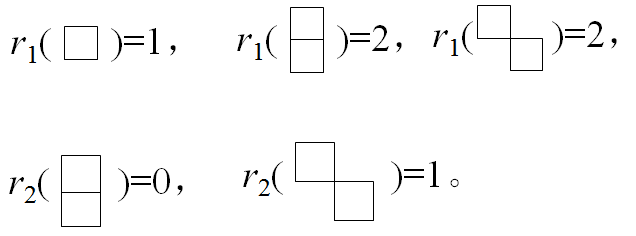 r₁( □ )=1， r₁( )=2， r₁( )=2，
r₂( )=0， r₂( )=1。